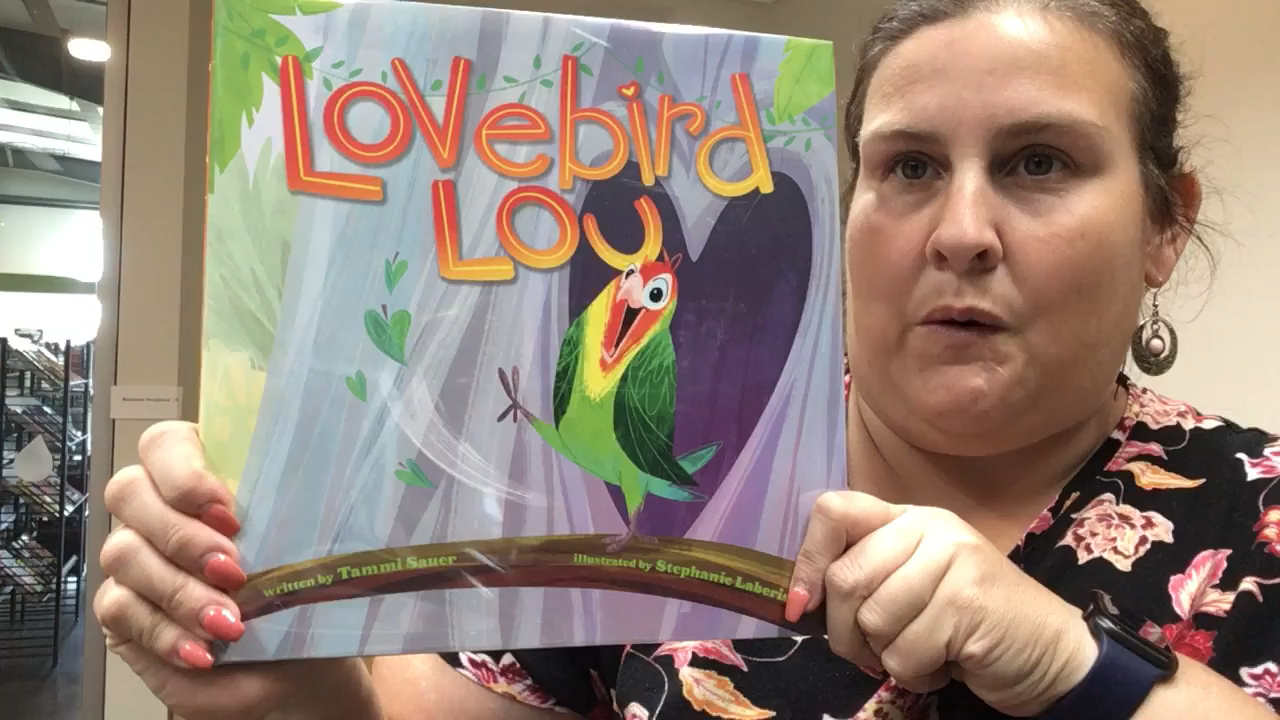 Lovebird
Lou
written by Tammi Sauer
illustrated by Stephanie Laberis